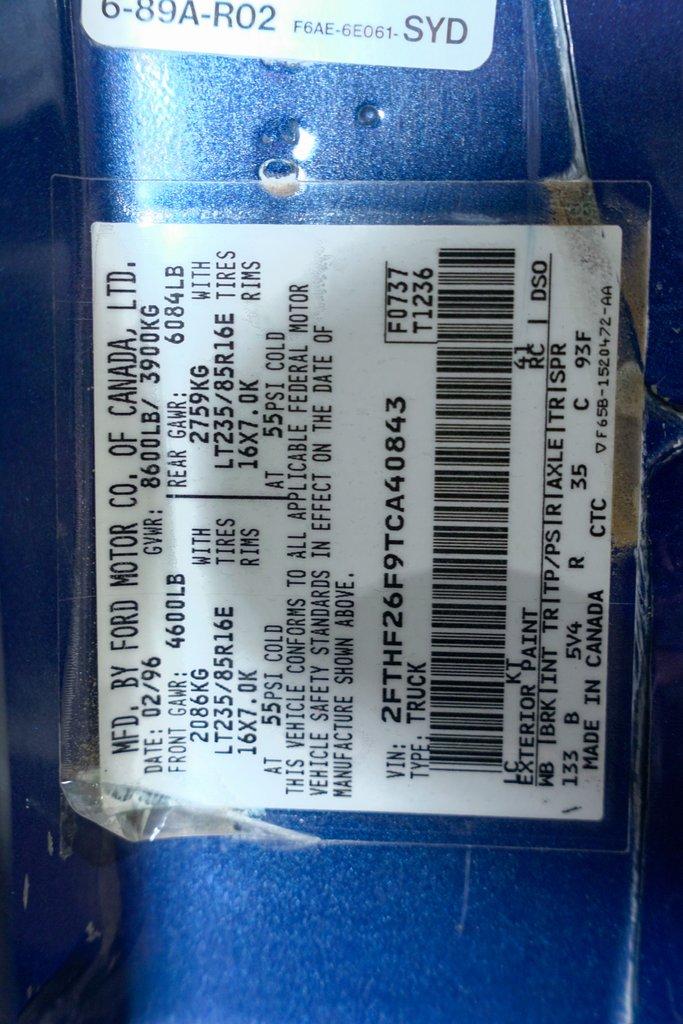 6-89A-R02 F6AE-6E061- SYD
MFD. BY FORD MOTOR CO. OF CANADA, LTD.
DATE: 02/96 GVWR: 8600LB/ 3900KG
FRONT GAWR: 4600LB REAR GAWR: 6084LB
2086KG WITH 2759KG WITH
LT235/85R16E TIRES LT235/85R16E TIRES
16X7.0K RIMS 16X7.0K RIMS
AT 55PSI COLD AT 55PSI COLD
THIS VEHICLE CONFORMS TO ALL APPLICABLE FEDERAL MOTOR
VEHICLE SAFETY STANDARDS IN EFFECT ON THE DATE OF
MANUFACTURE SHOWN ABOVE.
VIN: 2FTHF26F9TCA40843 F0737
TYPE: TRUCK T1236
LC KT 41
EXTERIOR PAINT RC | DSO
WB |BRK|INT TR|TP/PS|R|AXLE|TR|SPR
133 B 5V4 R 35 C 93F
MADE IN CANADA CTC ▽F65B-1520472-AA